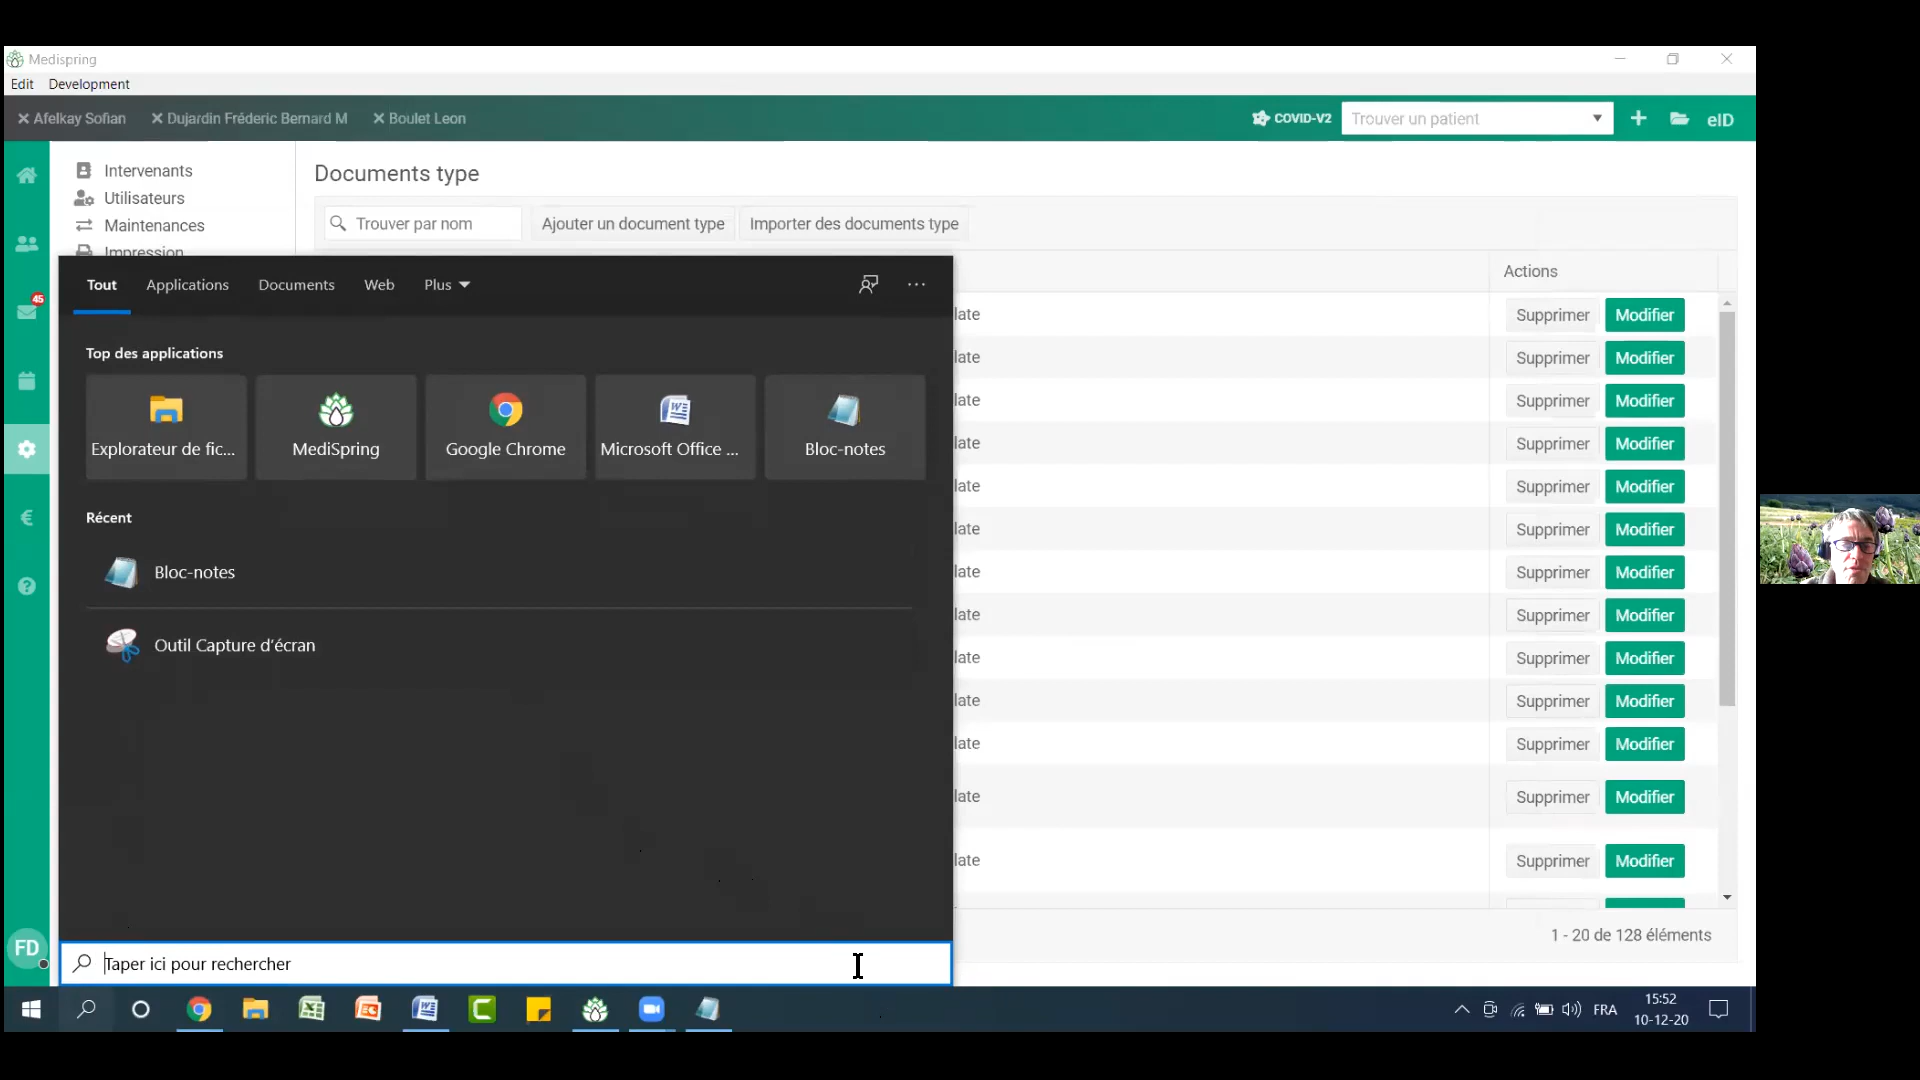 Medispring
Edit Development
Afelkay Sofian Dujardin Fréderic Bernard M Boulet Leon
COVID-V2 Trouver un patient eID
Intervenants
Utilisateurs
Maintenances
Impression
Documents type
Trouver par nom Ajouter un document type Importer des documents type
Actions
late Supprimer Modifier
late Supprimer Modifier
late Supprimer Modifier
late Supprimer Modifier
late Supprimer Modifier
late Supprimer Modifier
late Supprimer Modifier
late Supprimer Modifier
late Supprimer Modifier
late Supprimer Modifier
late Supprimer Modifier
late Supprimer Modifier
late Supprimer Modifier
1 - 20 de 128 éléments
45
€
FD
Tout Applications Documents Web Plus
Top des applications
Explorateur de fic... MediSpring Google Chrome Microsoft Office ... Bloc-notes
Récent
Bloc-notes
Outil Capture d'écran
Taper ici pour rechercher
FRA
15:52
10-12-20